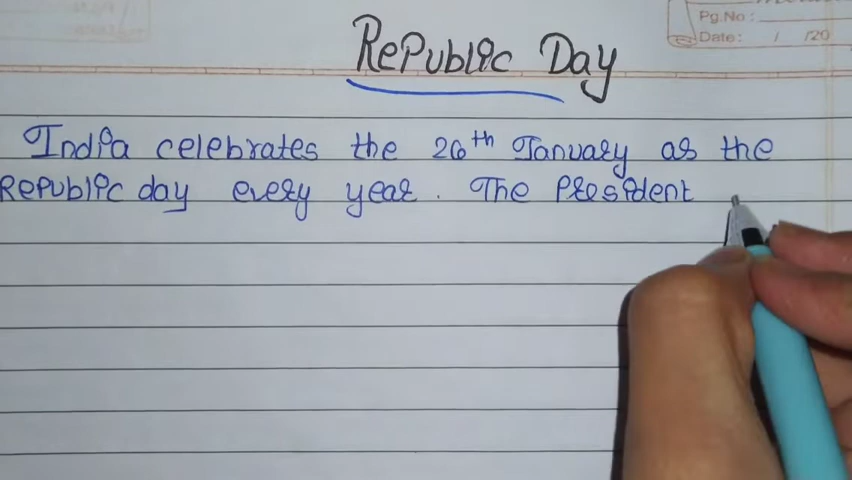 Pg.No:
Date: / /20
Republic Day
India celebrates the 26th January as the
Republic day every year. The President